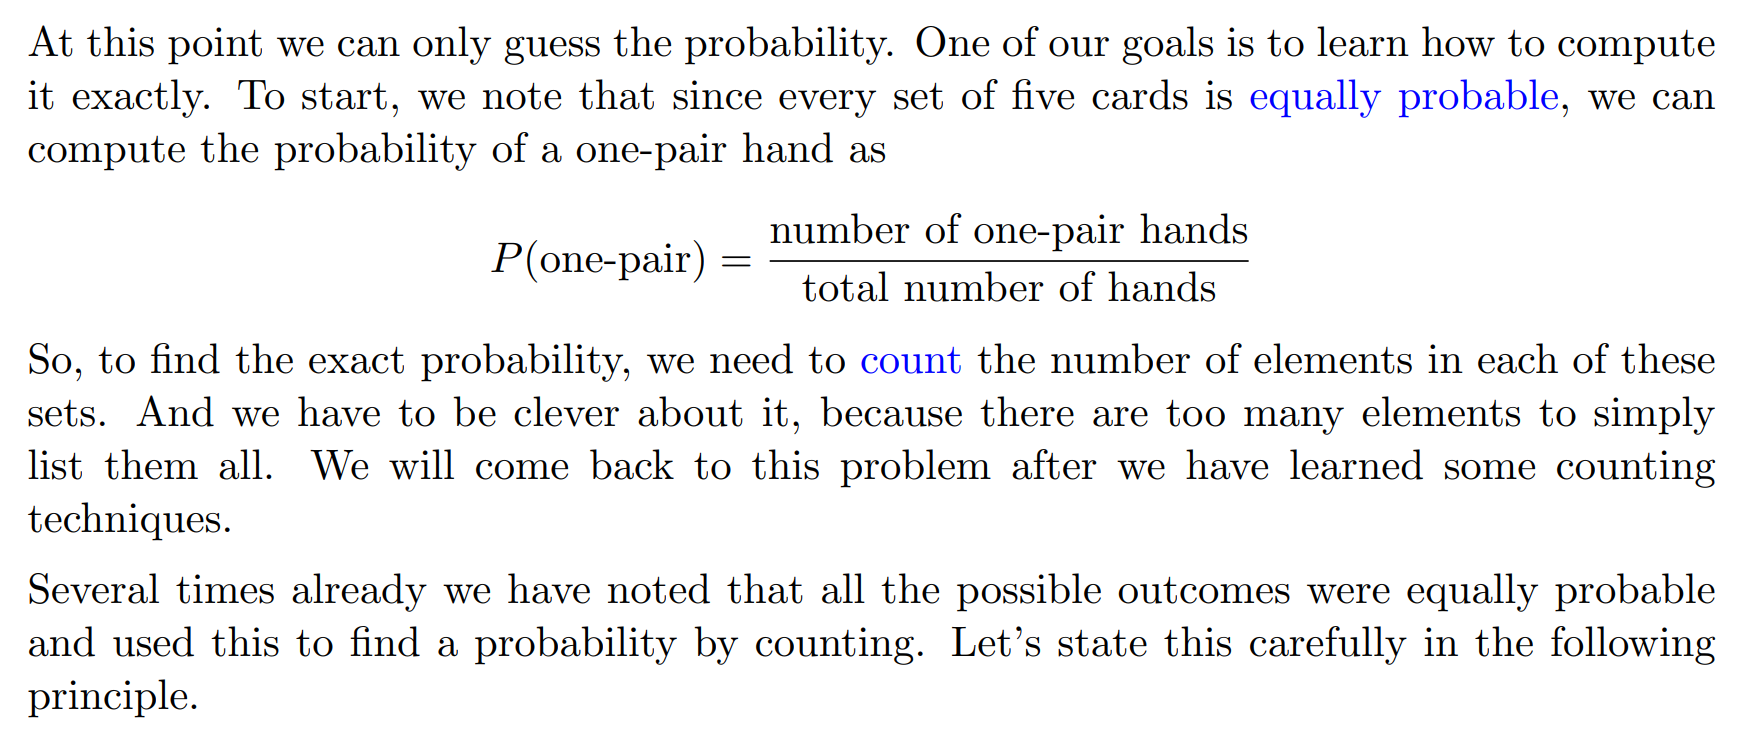 At this point we can only guess the probability. One of our goals is to learn how to compute
it exactly. To start, we note that since every set of five cards is equally probable, we can
compute the probability of a one-pair hand as
P(one-pair) = number of one-pair hands / total number of hands
So, to find the exact probability, we need to count the number of elements in each of these
sets. And we have to be clever about it, because there are too many elements to simply
list them all. We will come back to this problem after we have learned some counting
techniques.
Several times already we have noted that all the possible outcomes were equally probable
and used this to find a probability by counting. Let's state this carefully in the following
principle.